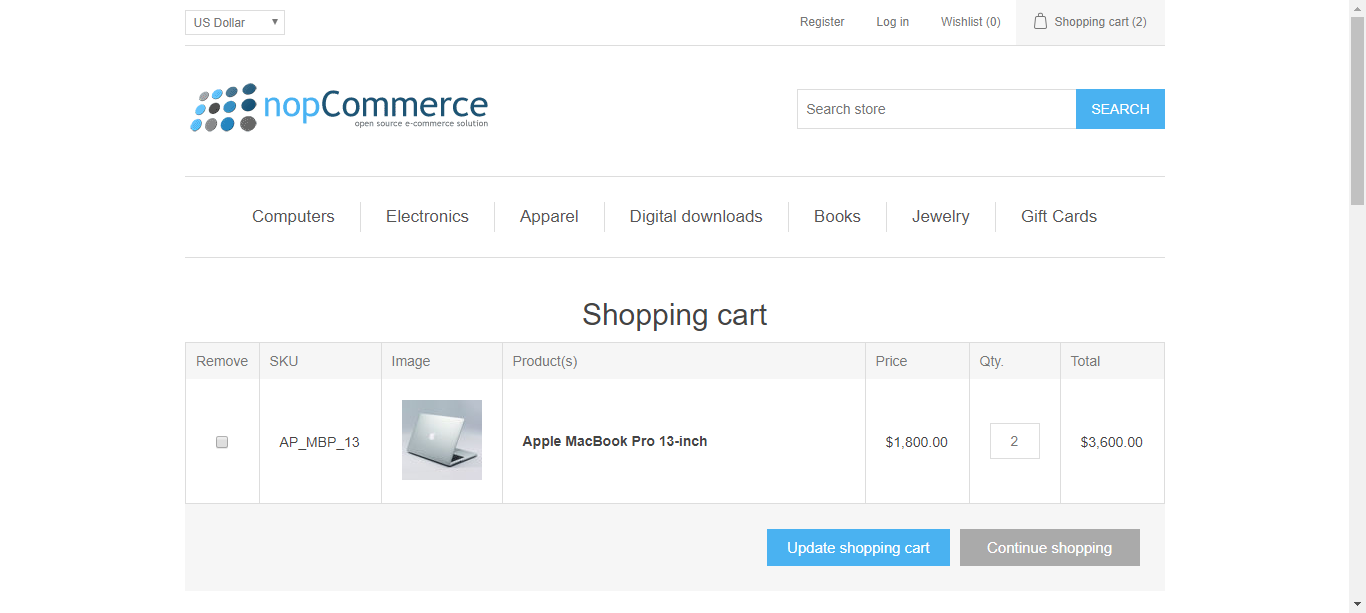 US Dollar Register Log in Wishlist (0) Shopping cart (2)
nopCommerce
open source e-commerce solution
Search store SEARCH
Computers Electronics Apparel Digital downloads Books Jewelry Gift Cards
Shopping cart
Remove SKU Image Product(s) Price Qty. Total
AP_MBP_13 Apple MacBook Pro 13-inch $1,800.00 2 $3,600.00
Update shopping cart Continue shopping